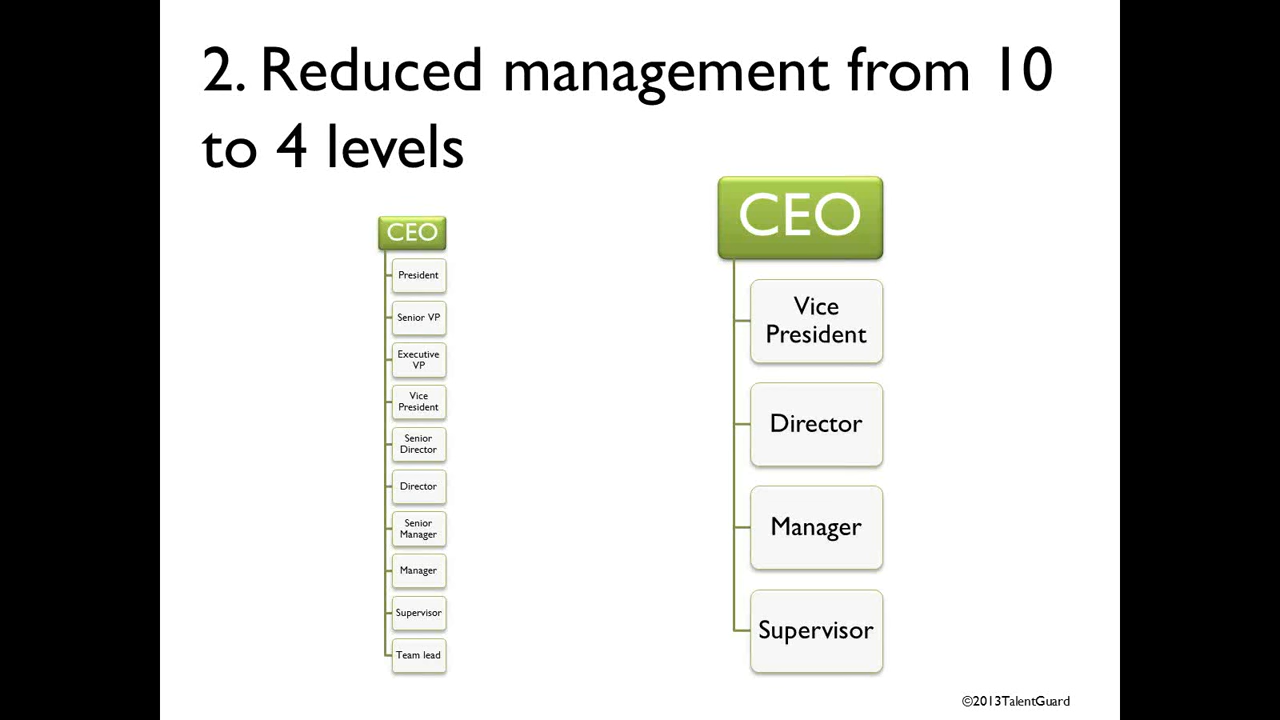 2. Reduced management from 10
to 4 levels
CEO
President
Senior VP
Executive
VP
Vice
President
Senior
Director
Director
Senior
Manager
Manager
Supervisor
Team lead
CEO
Vice
President
Director
Manager
Supervisor
©2013TalentGuard